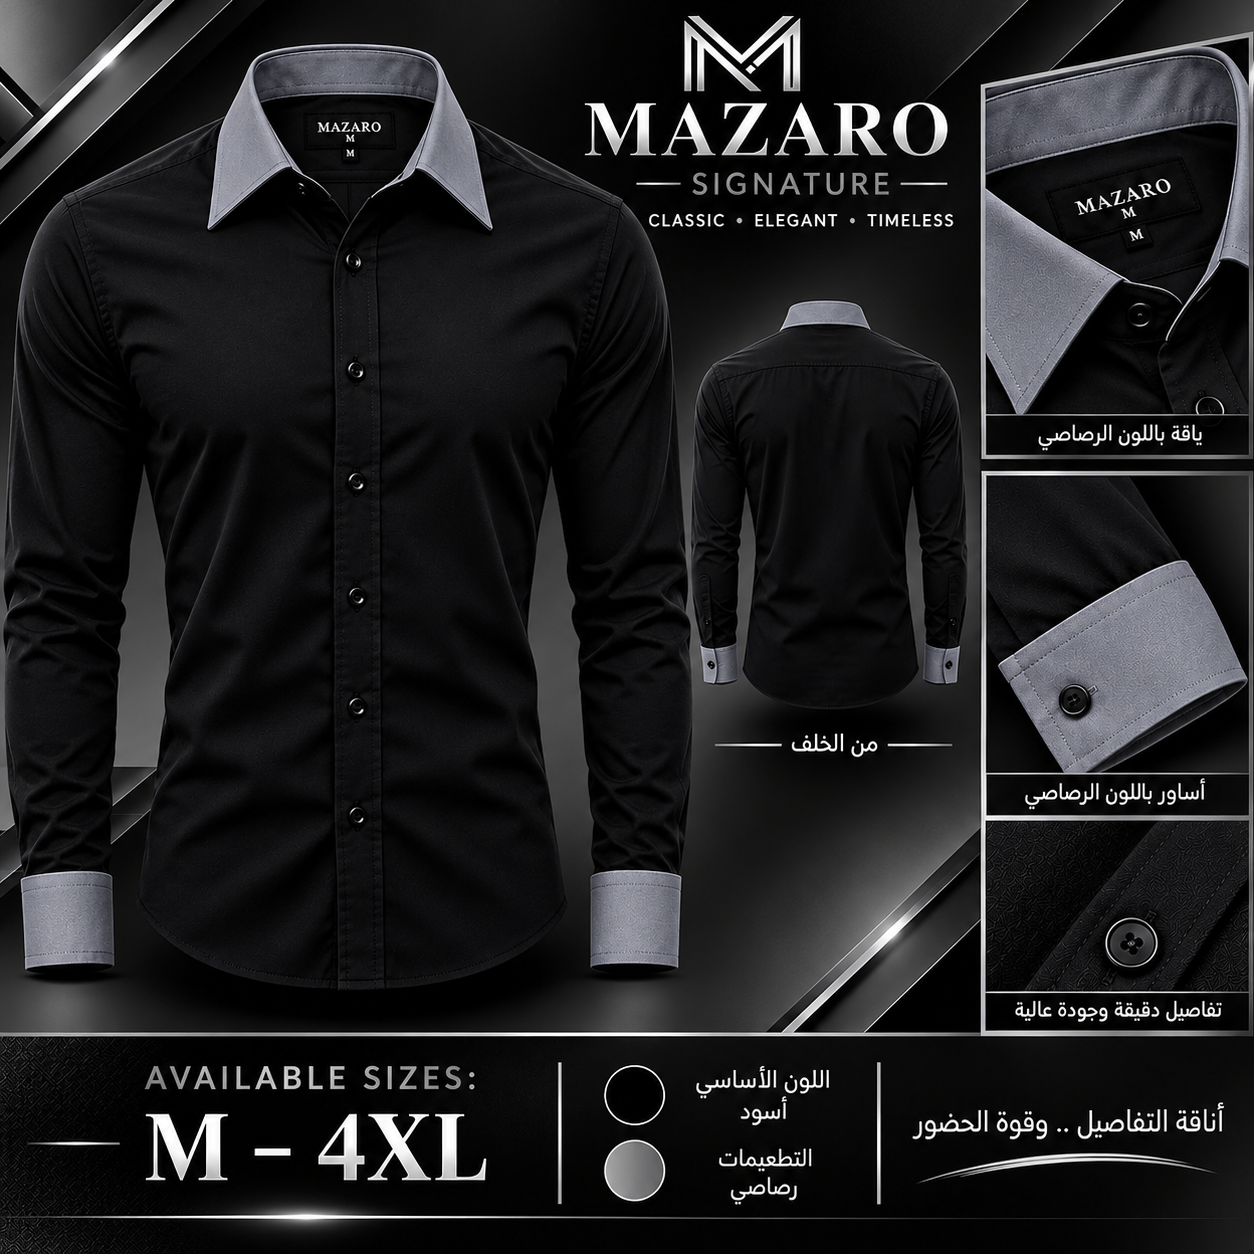 MAZARO
M
M
M
MAZARO
SIGNATURE
CLASSIC • ELEGANT • TIMELESS
MAZARO
M
M
ياقة باللون الرصاصي
من الخلف
أساور باللون الرصاصي
تفاصيل دقيقة وجودة عالية
AVAILABLE SIZES:
M – 4XL
اللون الأساسي
أسود
التطعيمات
رصاصي
أناقة التفاصيل .. وقوة الحضور